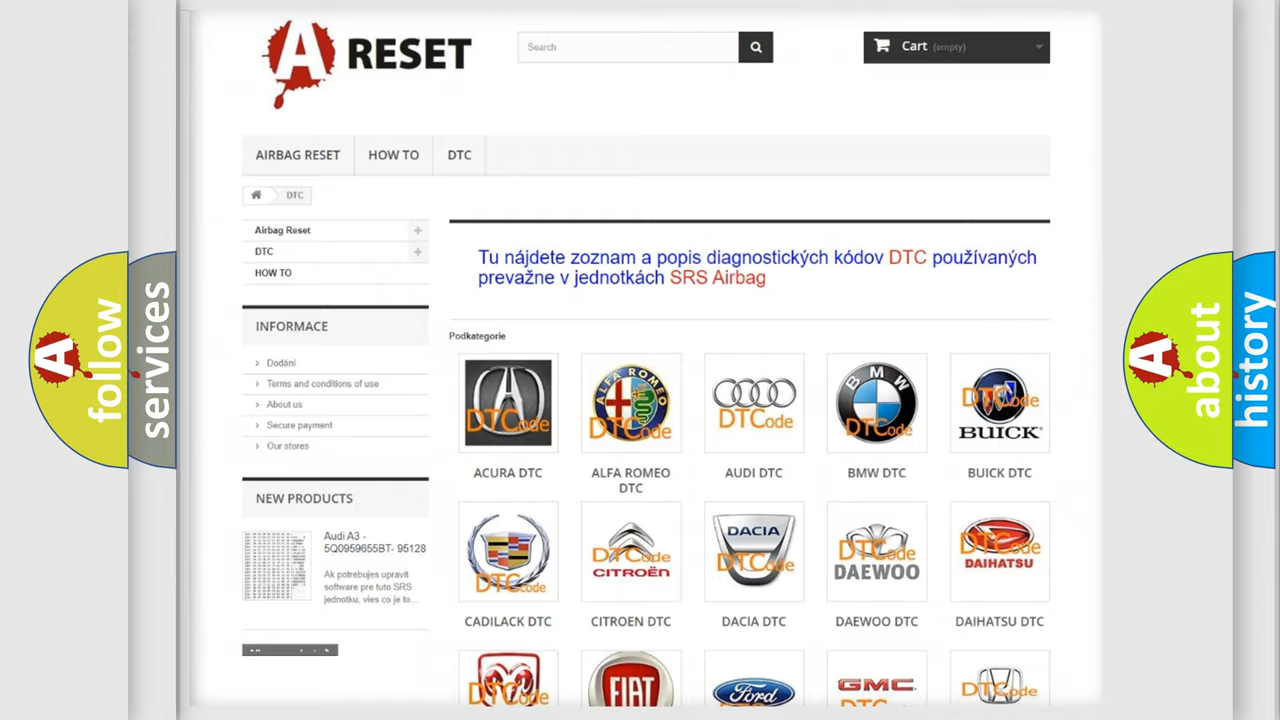 A RESET
Search
Cart (empty)
AIRBAG RESET
HOW TO
DTC
DTC
Airbag Reset
DTC
HOW TO
INFORMACE
Dodání
Terms and conditions of use
About us
Secure payment
Our stores
NEW PRODUCTS
Audi A3 -
5Q0959655BT- 95128
Ak potrebujes upravit
software pre tuto SRS
jednotku, vies co je to...
Tu nájdete zoznam a popis diagnostických kódov DTC používaných
prevažne v jednotkách SRS Airbag
Podkategorie
DTCode
ALFA ROMEO
DTCode
DTCode
BMW
DTCode
DTCode
BUICK
ACURA DTC
ALFA ROMEO
DTC
AUDI DTC
BMW DTC
BUICK DTC
DTCode
DTCode
CITROËN
DACIA
DTCode
DTCode
DAEWOO
DTCode
DAIHATSU
CADILACK DTC
CITROEN DTC
DACIA DTC
DAEWOO DTC
DAIHATSU DTC
DTCode
FIAT
Ford
GMC
DTCode
A follow
services
A about
history